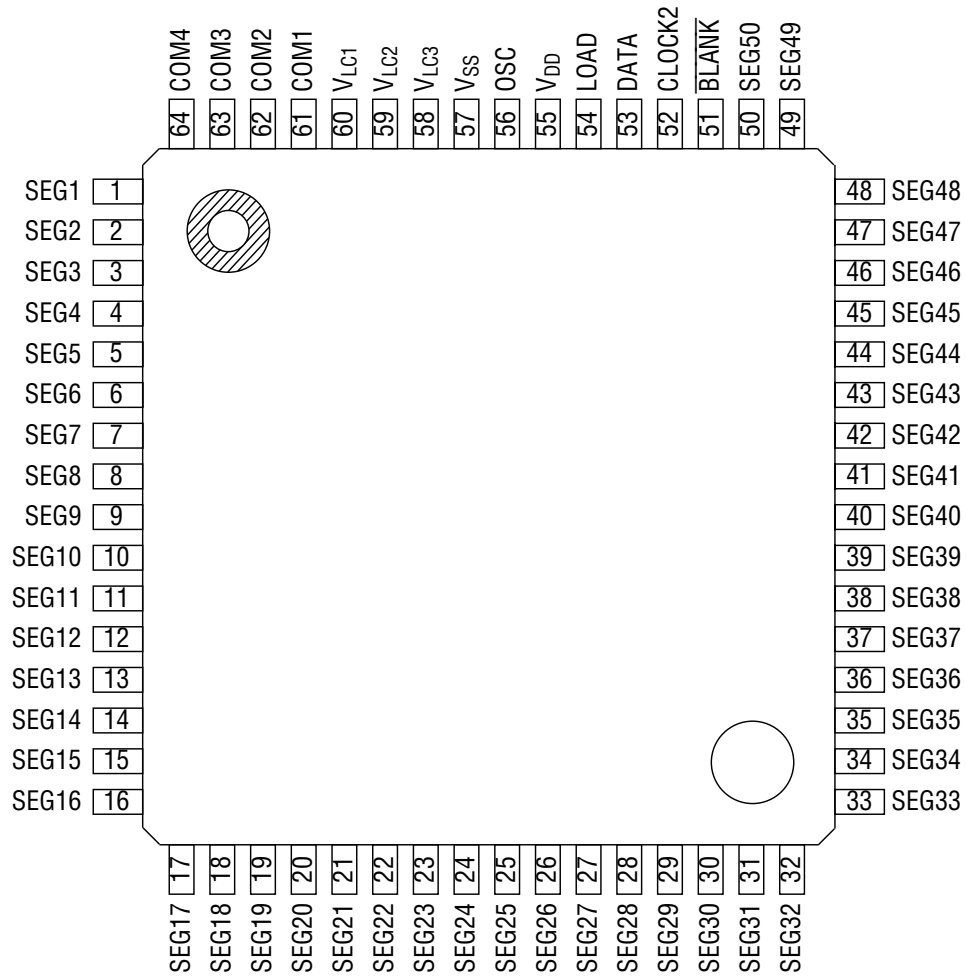 COM4
COM3
COM2
COM1
VLC1
VLC2
VLC3
VSS
OSC
VDD
LOAD
DATA
CLOCK2
BLANK
SEG50
SEG49
64
63
62
61
60
59
58
57
56
55
54
53
52
51
50
49
SEG1 1
48 SEG48
SEG2 2
47 SEG47
SEG3 3
46 SEG46
SEG4 4
45 SEG45
SEG5 5
44 SEG44
SEG6 6
43 SEG43
SEG7 7
42 SEG42
SEG8 8
41 SEG41
SEG9 9
40 SEG40
SEG10 10
39 SEG39
SEG11 11
38 SEG38
SEG12 12
37 SEG37
SEG13 13
36 SEG36
SEG14 14
35 SEG35
SEG15 15
34 SEG34
SEG16 16
33 SEG33
17
18
19
20
21
22
23
24
25
26
27
28
29
30
31
32
SEG17
SEG18
SEG19
SEG20
SEG21
SEG22
SEG23
SEG24
SEG25
SEG26
SEG27
SEG28
SEG29
SEG30
SEG31
SEG32